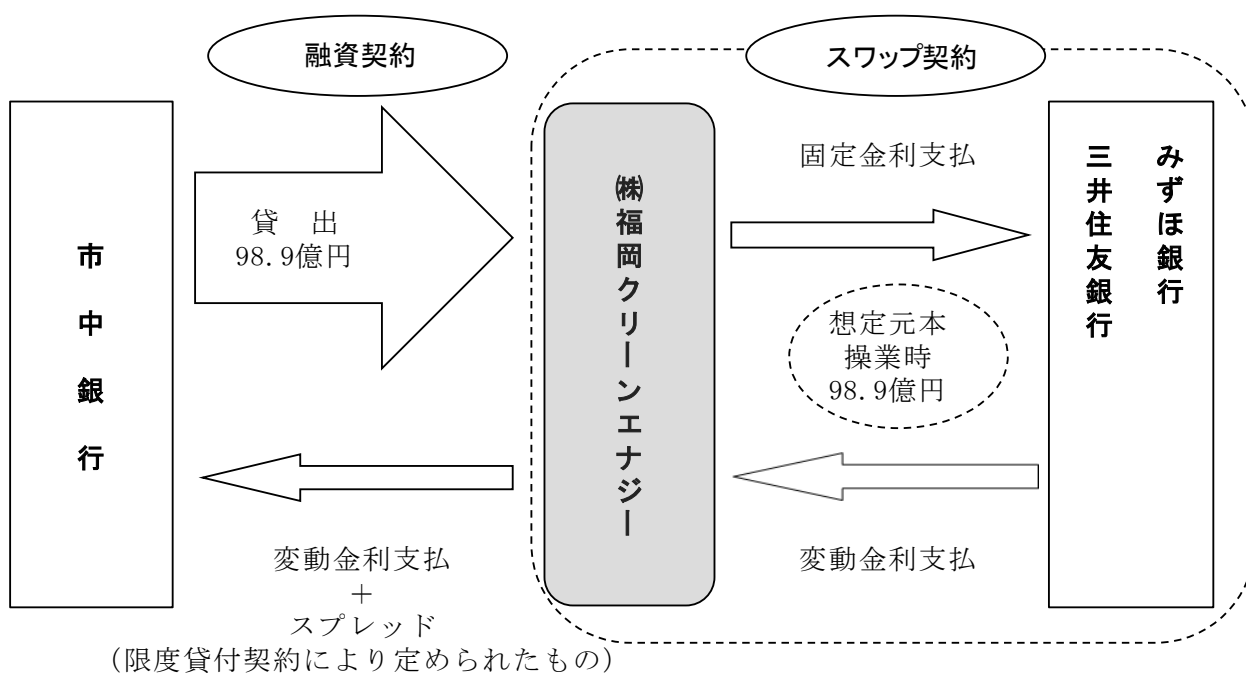 融資契約
スワップ契約
市中銀行
貸　出
98.9億円
㈱福岡クリーンエナジー
固定金利支払
みずほ銀行
三井住友銀行
想定元本
操業時
98.9億円
変動金利支払
＋
スプレッド
（限度貸付契約により定められたもの）
変動金利支払